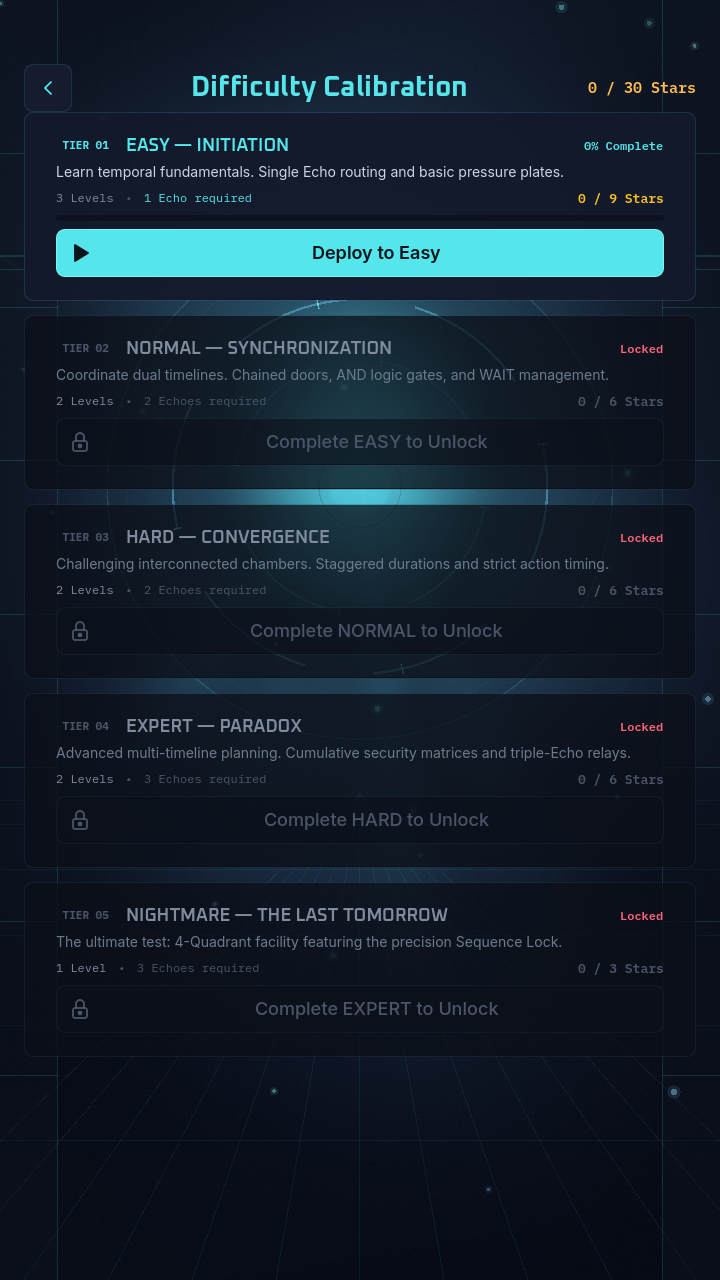 Difficulty Calibration
0 / 30 Stars
TIER 01 EASY — INITIATION
0% Complete
Learn temporal fundamentals. Single Echo routing and basic pressure plates.
3 Levels • 1 Echo required
0 / 9 Stars
Deploy to Easy
TIER 02 NORMAL — SYNCHRONIZATION
Locked
Coordinate dual timelines. Chained doors, AND logic gates, and WAIT management.
2 Levels • 2 Echoes required
0 / 6 Stars
Complete EASY to Unlock
TIER 03 HARD — CONVERGENCE
Locked
Challenging interconnected chambers. Staggered durations and strict action timing.
2 Levels • 2 Echoes required
0 / 6 Stars
Complete NORMAL to Unlock
TIER 04 EXPERT — PARADOX
Locked
Advanced multi-timeline planning. Cumulative security matrices and triple-Echo relays.
2 Levels • 3 Echoes required
0 / 6 Stars
Complete HARD to Unlock
TIER 05 NIGHTMARE — THE LAST TOMORROW
Locked
The ultimate test: 4-Quadrant facility featuring the precision Sequence Lock.
1 Level • 3 Echoes required
0 / 3 Stars
Complete EXPERT to Unlock